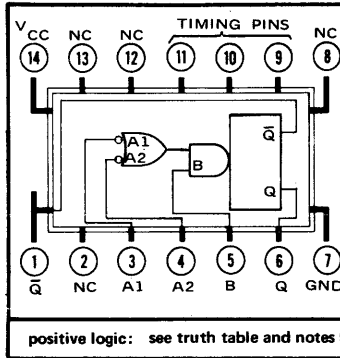 TIMING PINS
VCC NC NC NC
14 13 12 11 10 9 8
A1
A2
B
Q̅
Q
1 2 3 4 5 6 7
Q̅ NC A1 A2 B Q GND
positive logic: see truth table and notes